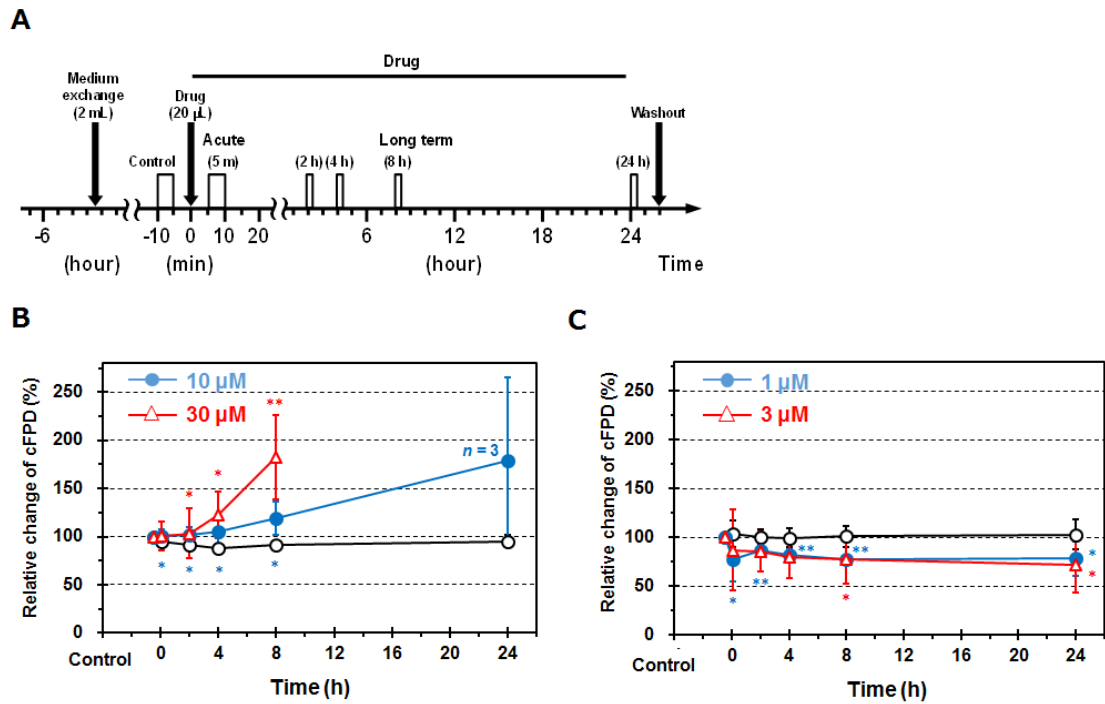 A
Drug
Medium
exchange
(2 mL)
Drug
(20 µL)
Washout
Acute
Long term
Control
(5 m)
(2 h)
(4 h)
(8 h)
(24 h)
-6
-10
0
10
20
6
12
18
24
(hour)
(min)
(hour)
Time
B
Relative change of cFPD (%)
250
200
150
100
50
0
10 µM
30 µM
**
*
*
n = 3
*
*
*
*
Control
0
4
8
12
16
20
24
Time (h)
C
Relative change of cFPD (%)
250
200
150
100
50
0
1 µM
3 µM
**
**
*
**
*
*
*
Control
0
4
8
12
16
20
24
Time (h)